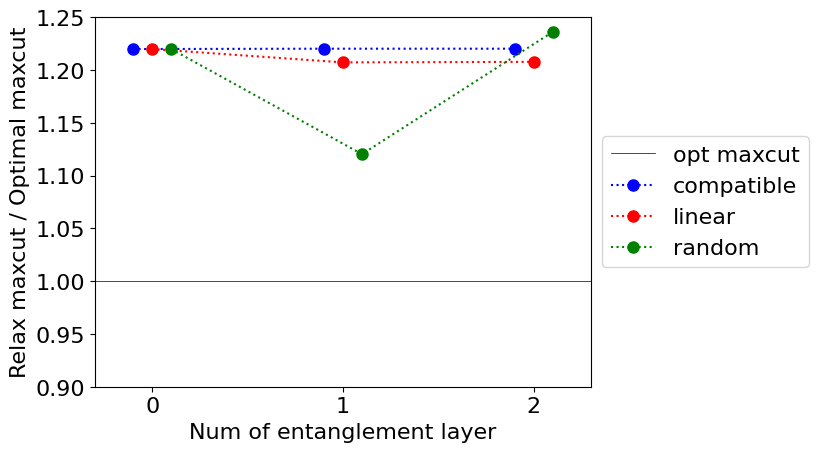 Relax maxcut / Optimal maxcut
1.25
1.20
1.15
1.10
1.05
1.00
0.95
0.90
0 1 2
Num of entanglement layer
opt maxcut
compatible
linear
random